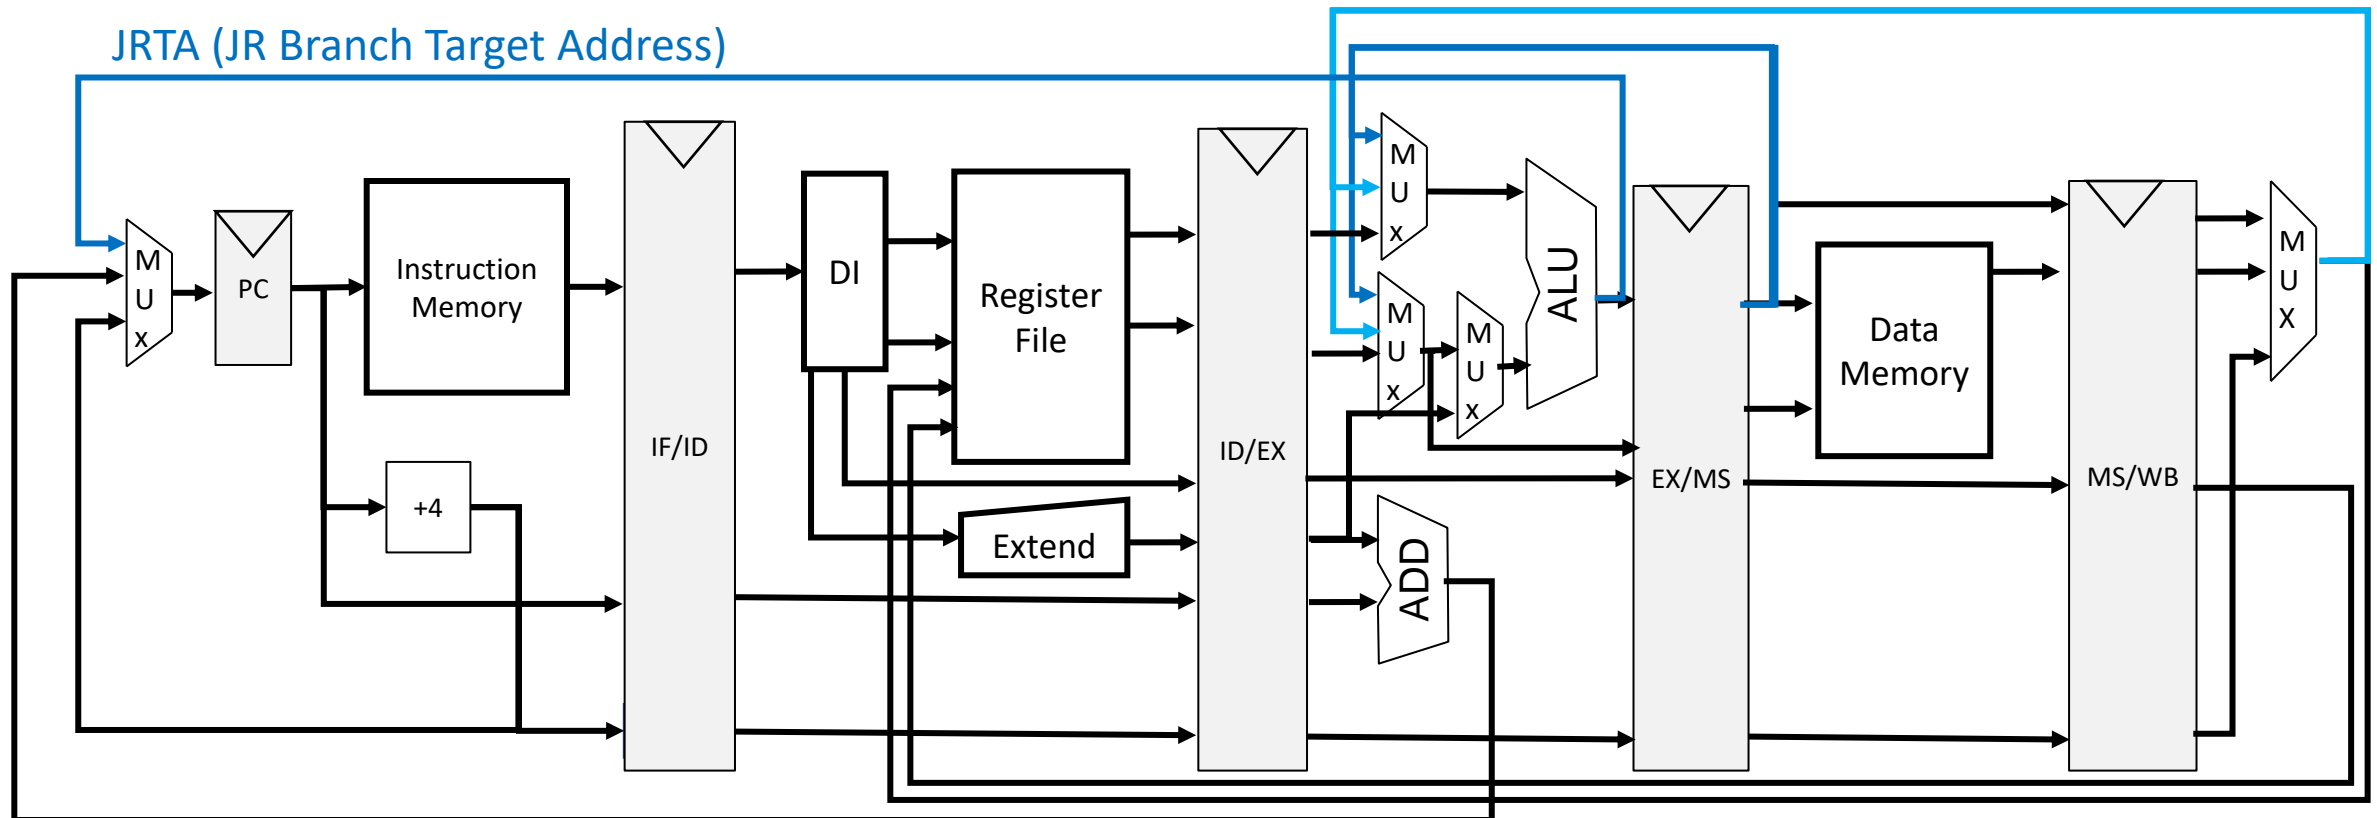 JRTA (JR Branch Target Address)
M
U
x
PC
Instruction
Memory
+4
IF/ID
DI
Register
File
Extend
ID/EX
M
U
x
M
U
x
M
U
x
ALU
ADD
EX/MS
Data
Memory
MS/WB
M
U
X